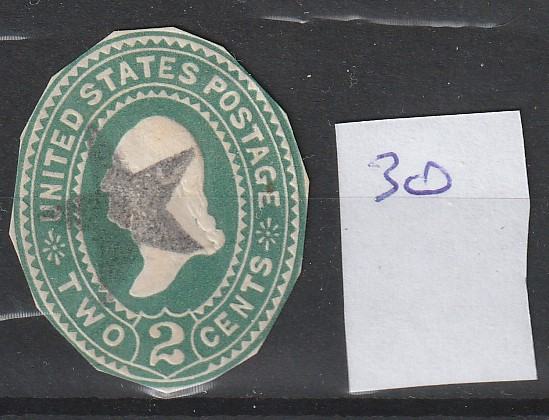 UNITED STATES POSTAGE
TWO 2 CENTS
30